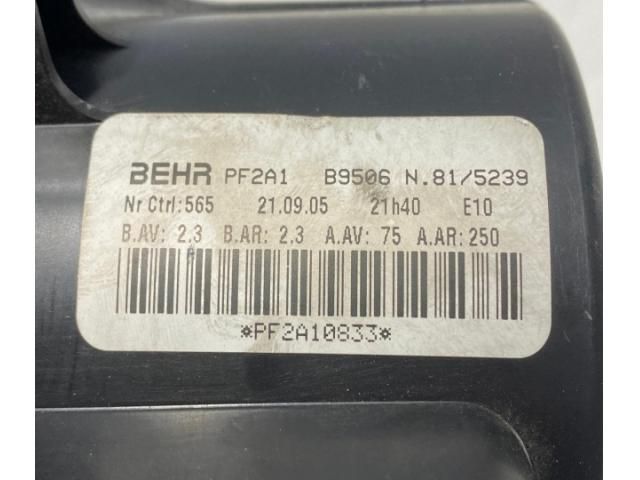 BEHR PF2A1 B9506 N.81/5239
Nr Ctrl:565 21.09.05 21h40 E10
B.AV: 2.3 B.AR: 2.3 A.AV: 75 A.AR:250
*PF2A10833*